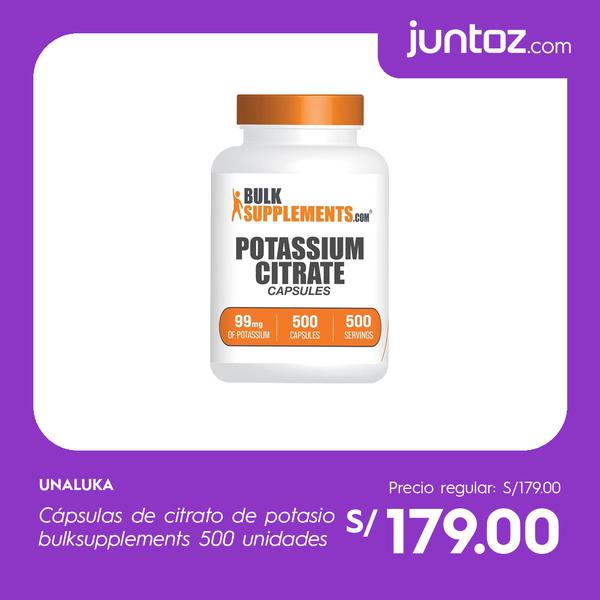 juntoz.com
BULK
SUPPLEMENTS.COM®
POTASSIUM
CITRATE
CAPSULES
99mg
OF POTASSIUM
500
CAPSULES
500
SERVINGS
UNALUKA
Cápsulas de citrato de potasio
bulksupplements 500 unidades
Precio regular: S/179.00
S/179.00